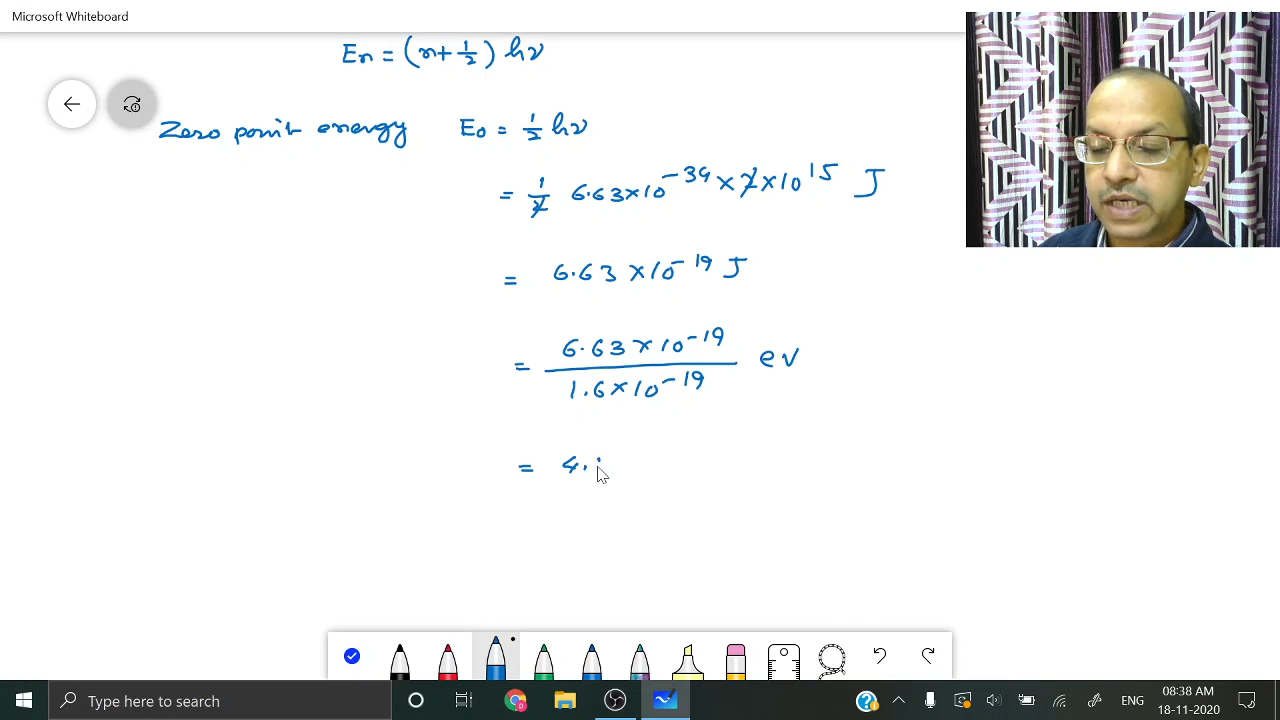 Microsoft Whiteboard
En = (n + 1/2) hν
Zero point energy E0 = 1/2 hν
= 1/2 6.63×10^-34 × 2×10^15 J
= 6.63×10^-19 J
= 6.63×10^-19 / 1.6×10^-19 eV
= 4.
Type here to search
ENG
08:38 AM
18-11-2020